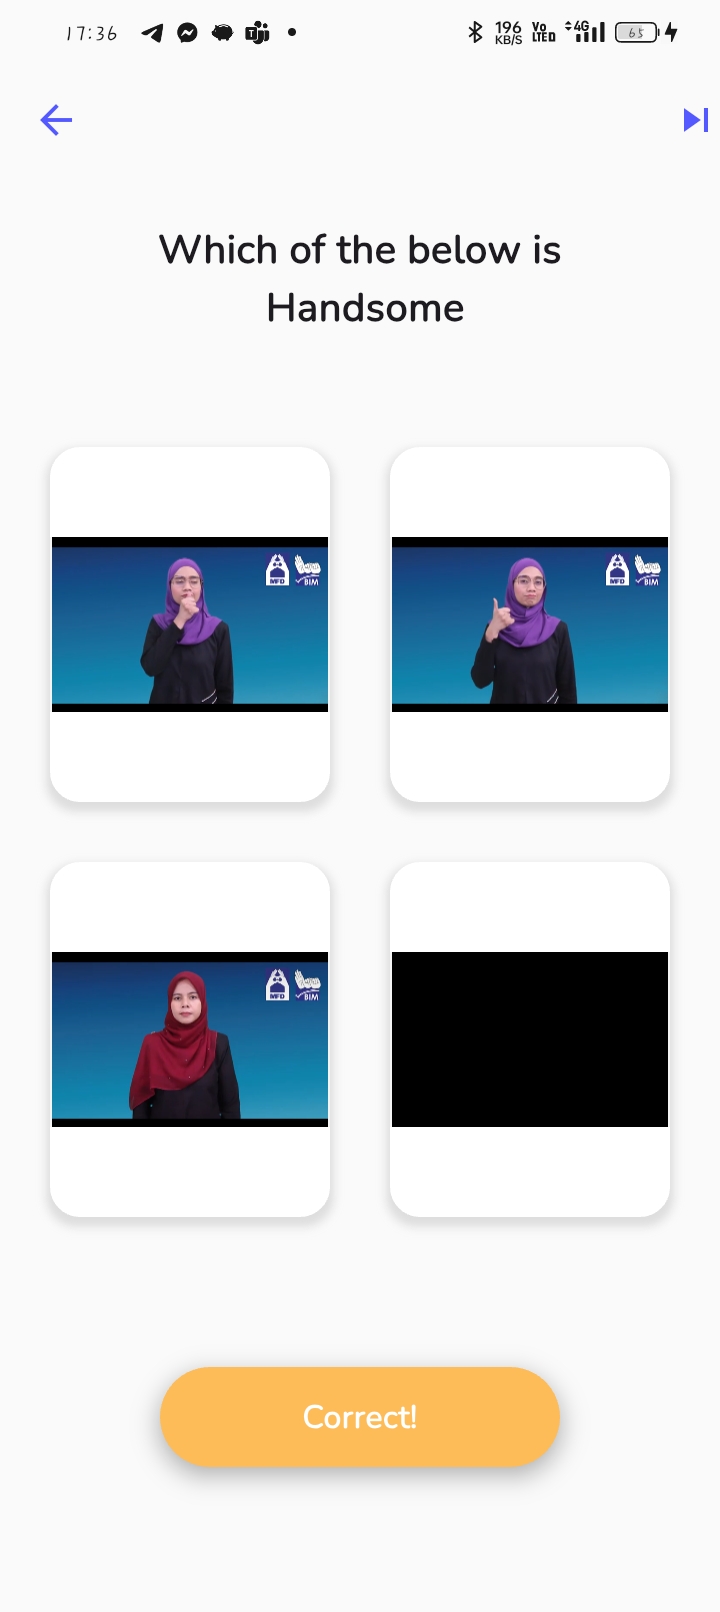 17:36
196 KB/S Vo LTE D 4G 65
Which of the below is
Handsome
MFD BIM
MFD BIM
MFD BIM
Correct!